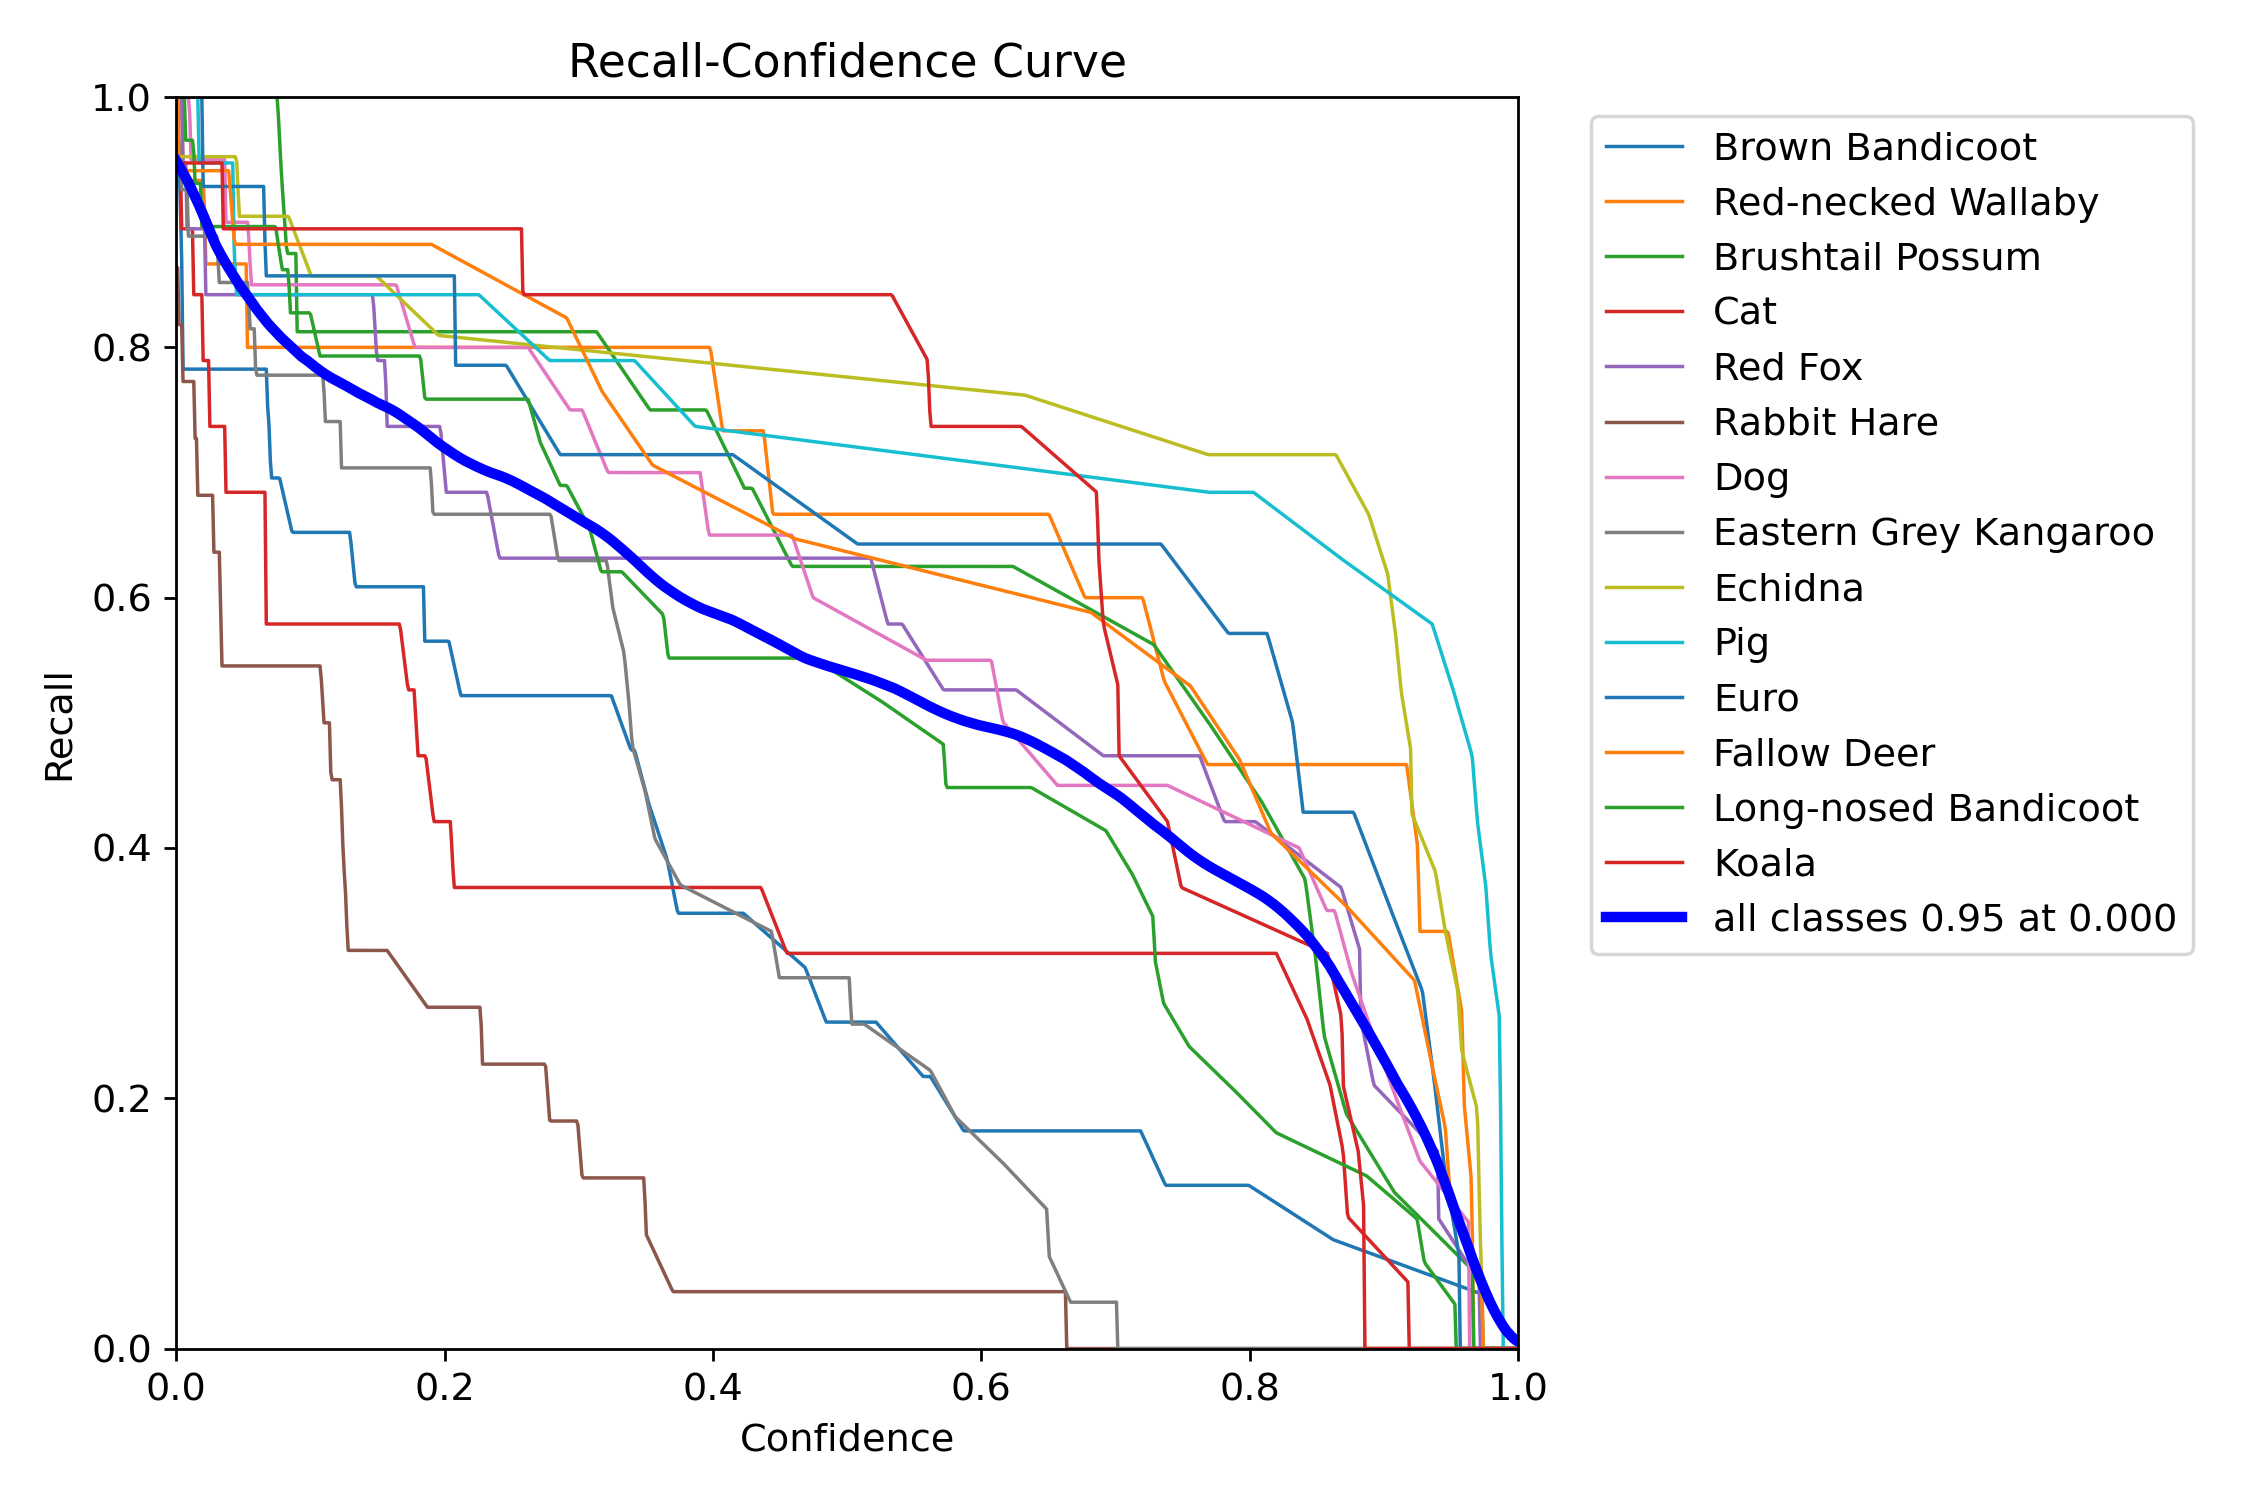 Recall-Confidence Curve
1.0
0.8
0.6
0.4
0.2
0.0
Recall
0.0 0.2 0.4 0.6 0.8 1.0
Confidence
Brown Bandicoot
Red-necked Wallaby
Brushtail Possum
Cat
Red Fox
Rabbit Hare
Dog
Eastern Grey Kangaroo
Echidna
Pig
Euro
Fallow Deer
Long-nosed Bandicoot
Koala
all classes 0.95 at 0.000